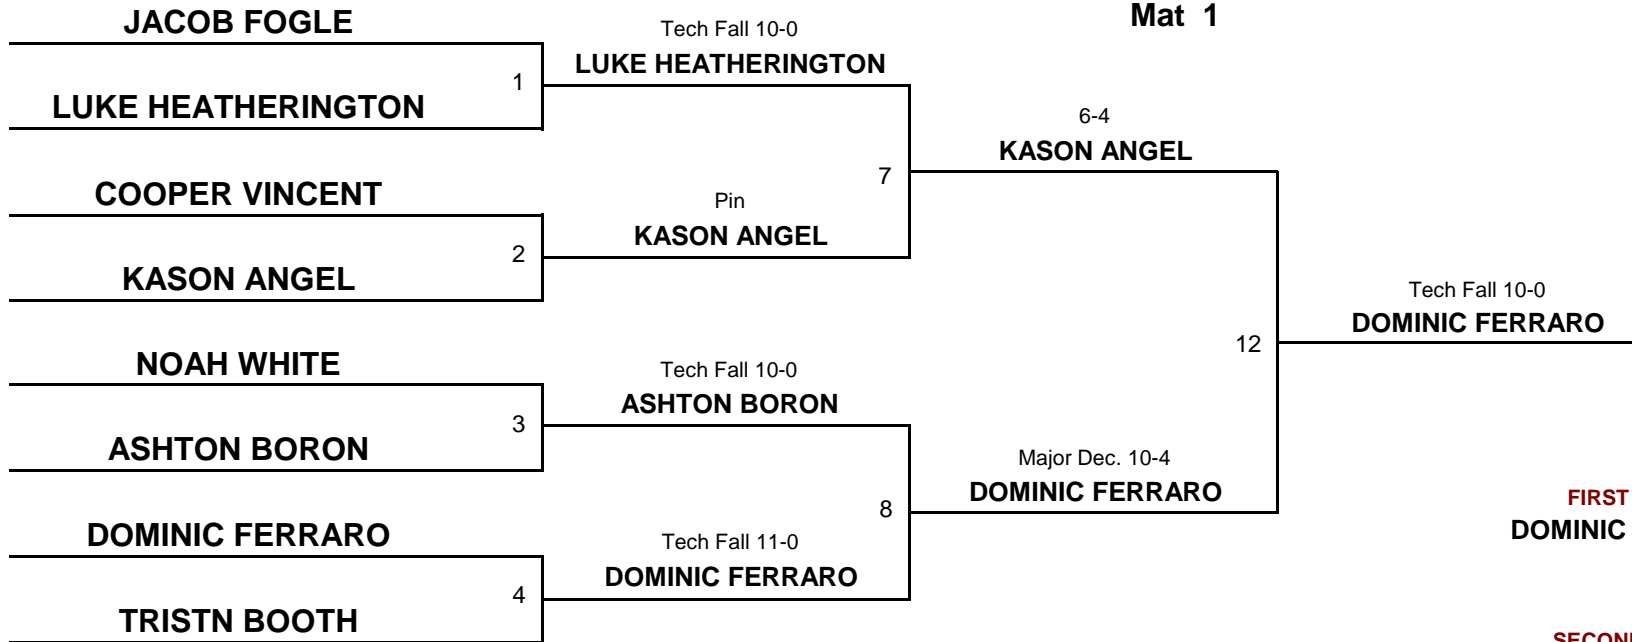 JACOB FOGLE
Tech Fall 10-0
Mat 1
LUKE HEATHERINGTON
1
LUKE HEATHERINGTON
6-4
KASON ANGEL
COOPER VINCENT
Pin
7
KASON ANGEL
2
KASON ANGEL
Tech Fall 10-0
DOMINIC FERRARO
12
NOAH WHITE
Tech Fall 10-0
ASHTON BORON
3
ASHTON BORON
Major Dec. 10-4
DOMINIC FERRARO
FIRST
DOMINIC
8
DOMINIC FERRARO
Tech Fall 11-0
DOMINIC FERRARO
4
TRISTN BOOTH